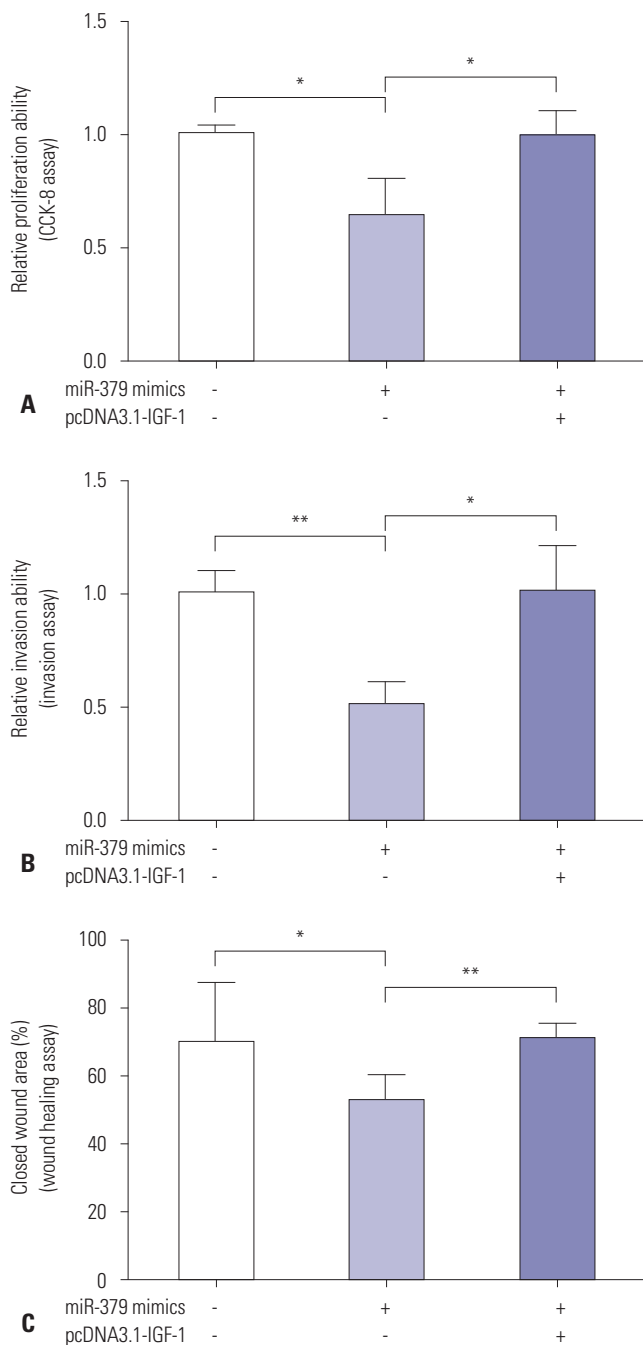 Relative proliferation ability
(CCK-8 assay)
1.5
1.0
0.5
0.0
*
*
A
miR-379 mimics - + +
pcDNA3.1-IGF-1 - - +
Relative invasion ability
(invasion assay)
1.5
1.0
0.5
0.0
**
*
B
miR-379 mimics - + +
pcDNA3.1-IGF-1 - - +
Closed wound area (%)
(wound healing assay)
100
80
60
40
20
0
*
**
C
miR-379 mimics - + +
pcDNA3.1-IGF-1 - - +